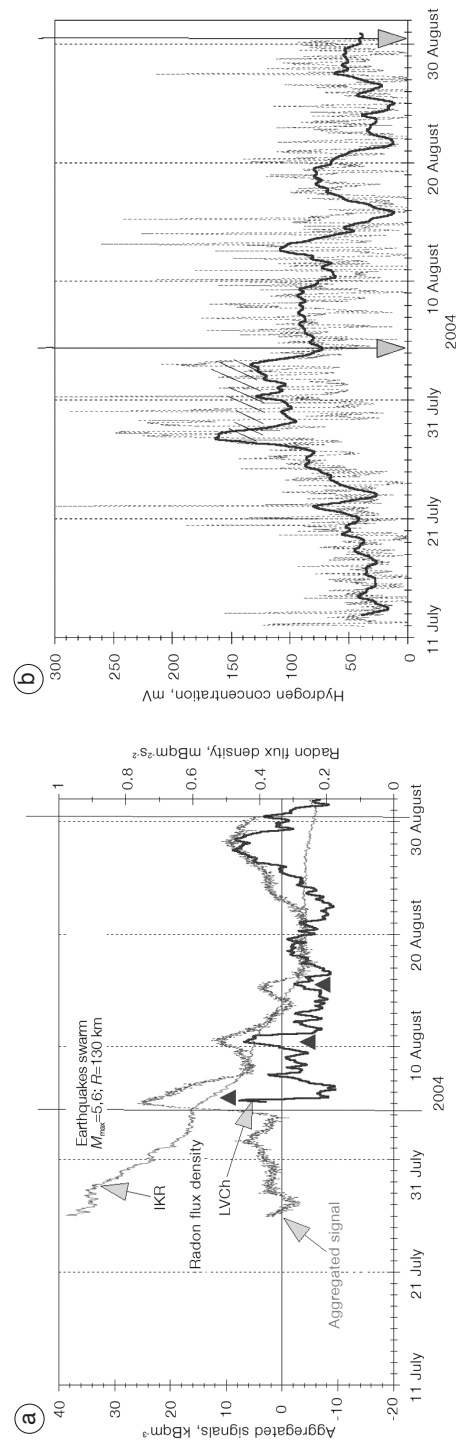 a
Aggregated signals, kBqm-3
40
30
20
10
0
-10
-20
Earthquakes swarm
Mmax=5,6; R=130 km
IKR
Radon flux density
LVCh
Aggregated signal
1
0.8
0.6
0.4
0.2
0
Radon flux density, mBqm-2s-2
11 July
21 July
31 July
10 August
20 August
30 August
2004
b
Hydrogen concentration, mV
300
250
200
150
100
50
0
11 July
21 July
31 July
10 August
20 August
30 August
2004